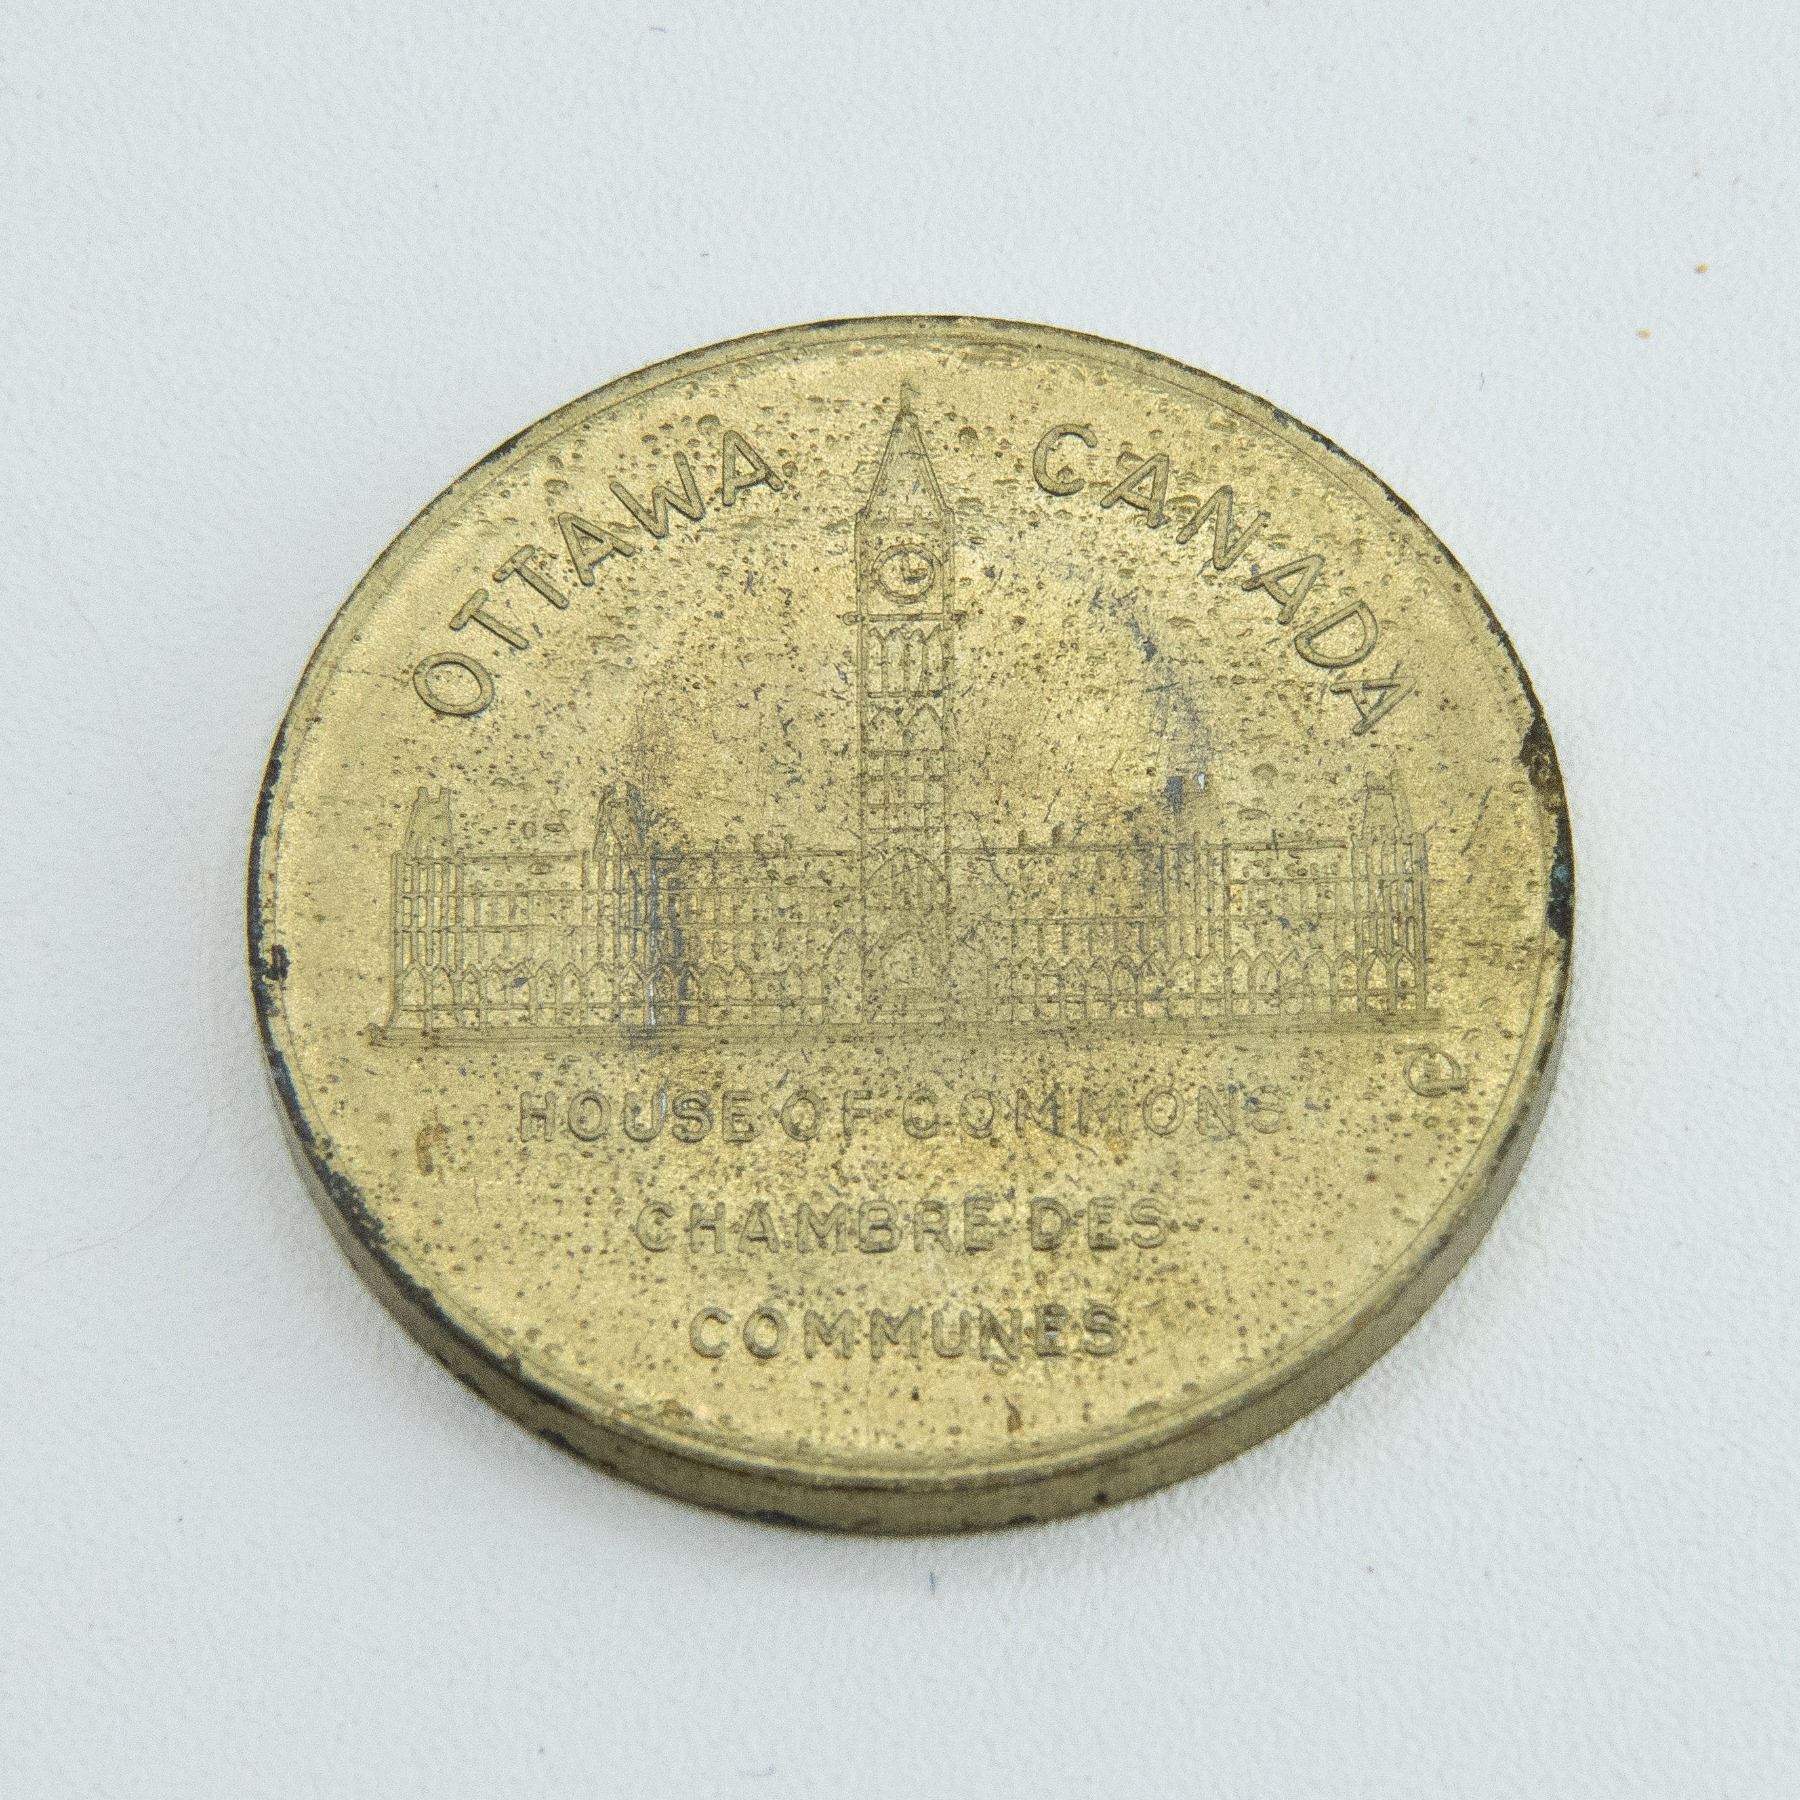 OTTAWA CANADA
HOUSE OF COMMONS
CHAMBRE DES
COMMUNES